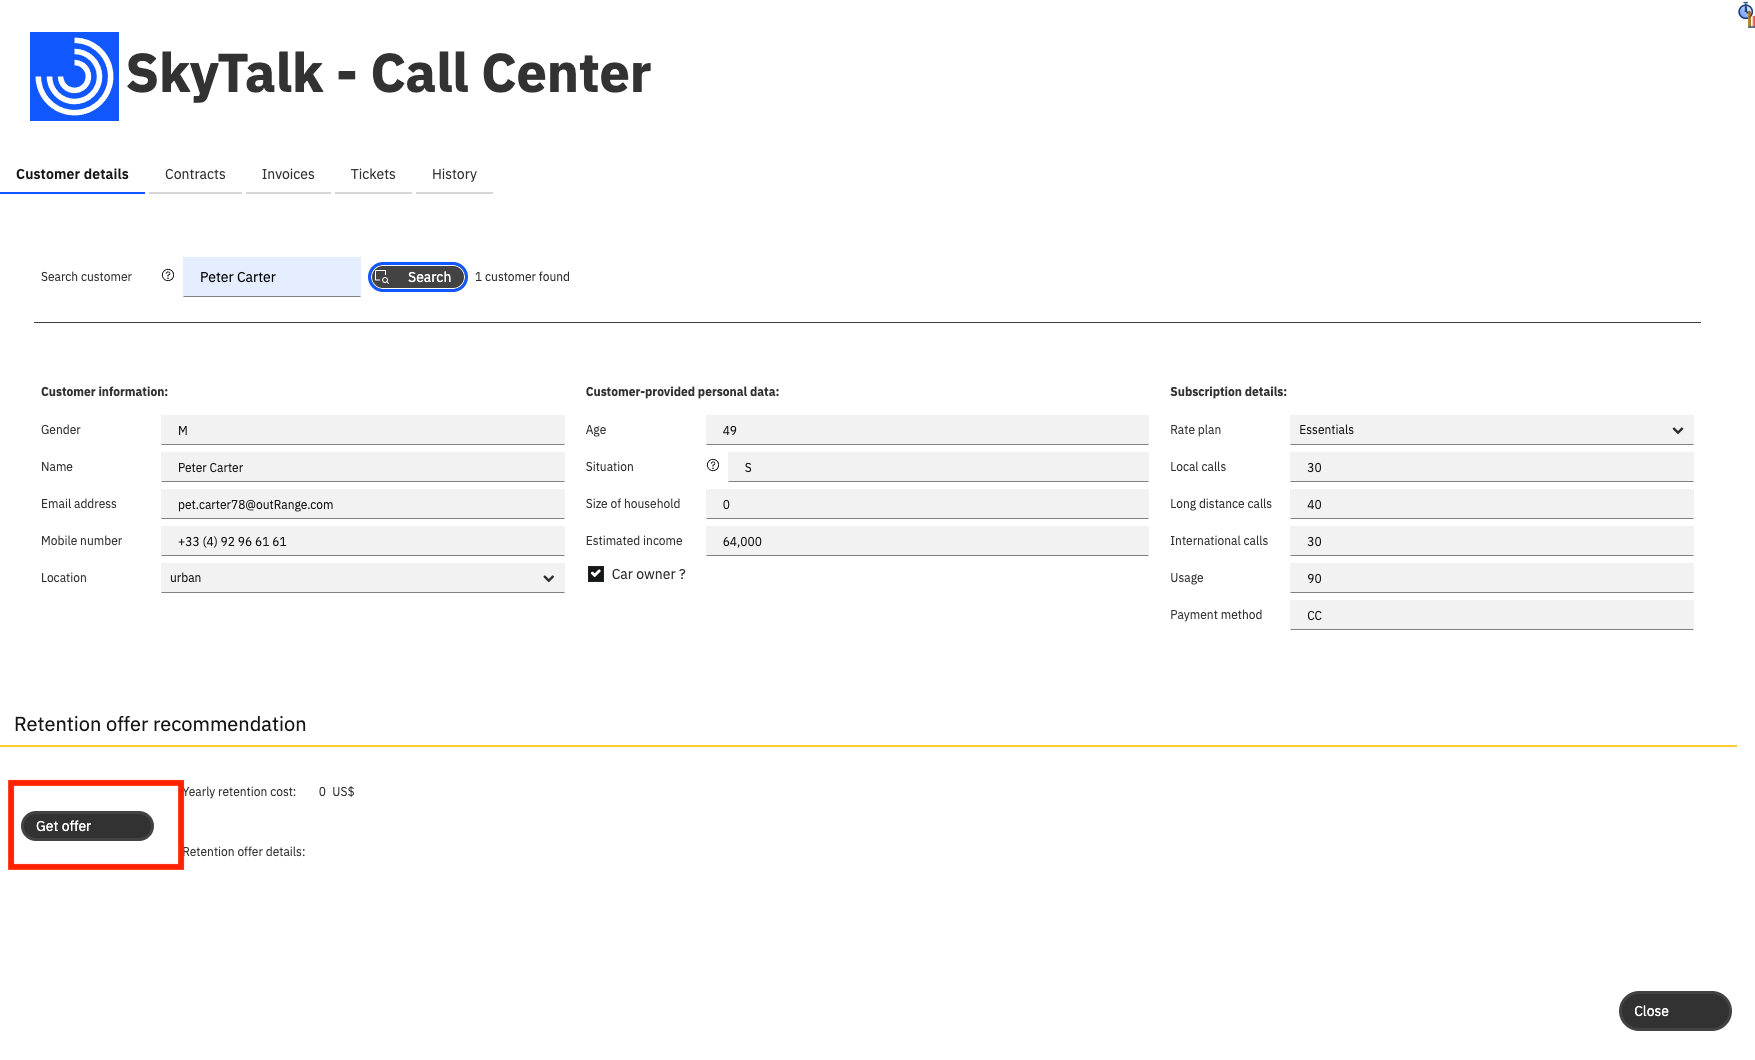 SkyTalk - Call Center
Customer details Contracts Invoices Tickets History
Search customer Peter Carter Search 1 customer found
Customer information:
Gender M
Name Peter Carter
Email address pet.carter78@outRange.com
Mobile number +33 (4) 92 96 61 61
Location urban
Customer-provided personal data:
Age 49
Situation S
Size of household 0
Estimated income 64,000
Car owner ?
Subscription details:
Rate plan Essentials
Local calls 30
Long distance calls 40
International calls 30
Usage 90
Payment method CC
Retention offer recommendation
Yearly retention cost: 0 US$
Get offer
Retention offer details:
Close